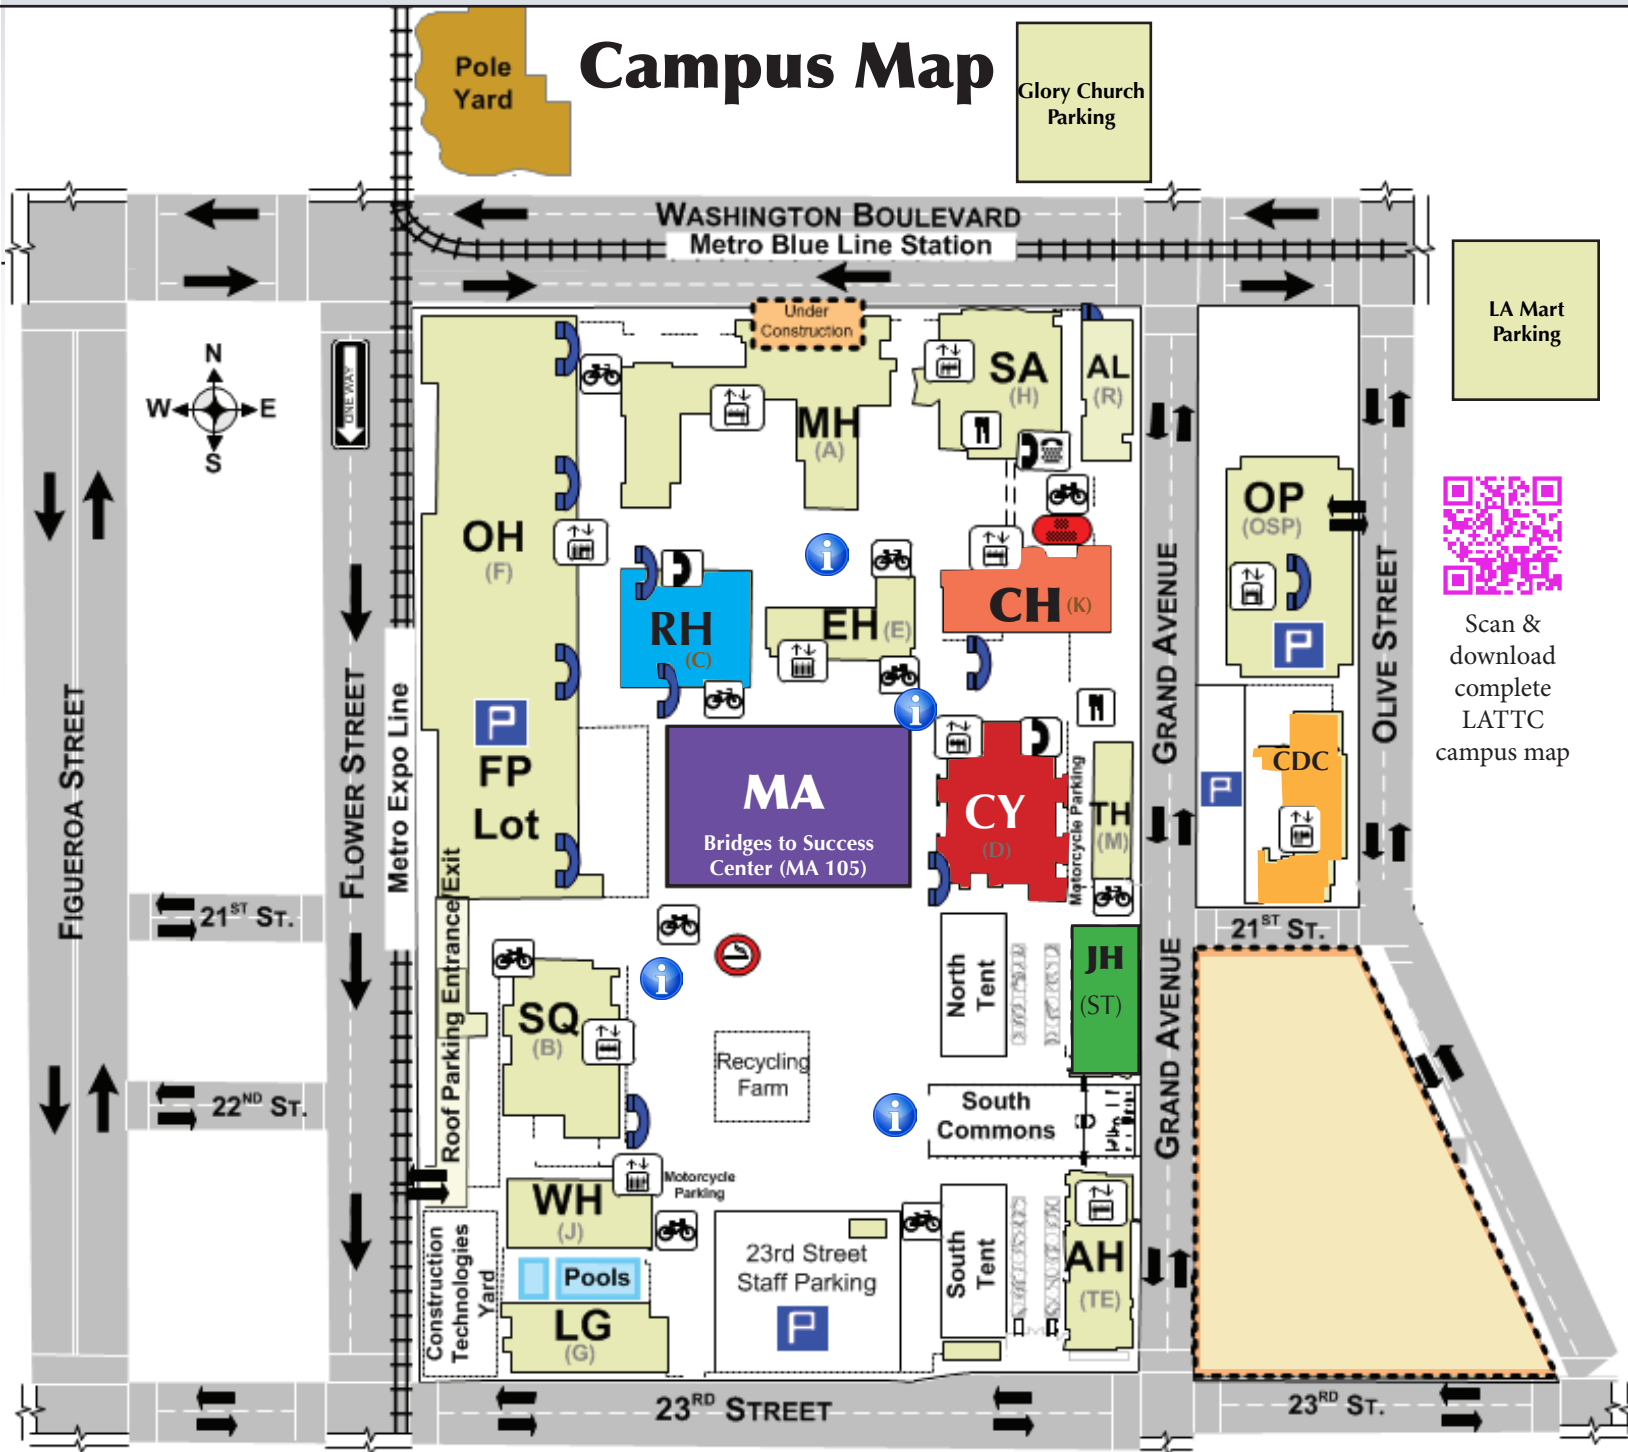 Campus Map
Pole
Yard
Glory Church
Parking
WASHINGTON BOULEVARD
Metro Blue Line Station
LA Mart
Parking
Under
Construction
N
W
E
S
ONE WAY
SA
(H)
AL
(R)
MH
(A)
OH
(F)
OP
(OSP)
P
RH
(C)
EH
(E)
CH
(K)
i
i
Scan &
download
complete
LATTC
campus map
FIGUEROA STREET
FLOWER STREET
Metro Expo Line
GRAND AVENUE
OLIVE STREET
P
FP
Lot
MA
Bridges to Success
Center (MA 105)
CY
(D)
Motorcycle Parking
TH
(M)
P
CDC
21ST ST.
21ST ST.
Roof Parking Entrance/Exit
SQ
(B)
i
North
Tent
JH
(ST)
GRAND AVENUE
Recycling
Farm
22ND ST.
i
South
Commons
Motorcycle
Parking
WH
(J)
Construction
Technologies
Yard
Pools
LG
(G)
23rd Street
Staff Parking
P
South
Tent
AH
(TE)
23RD STREET
23RD ST.